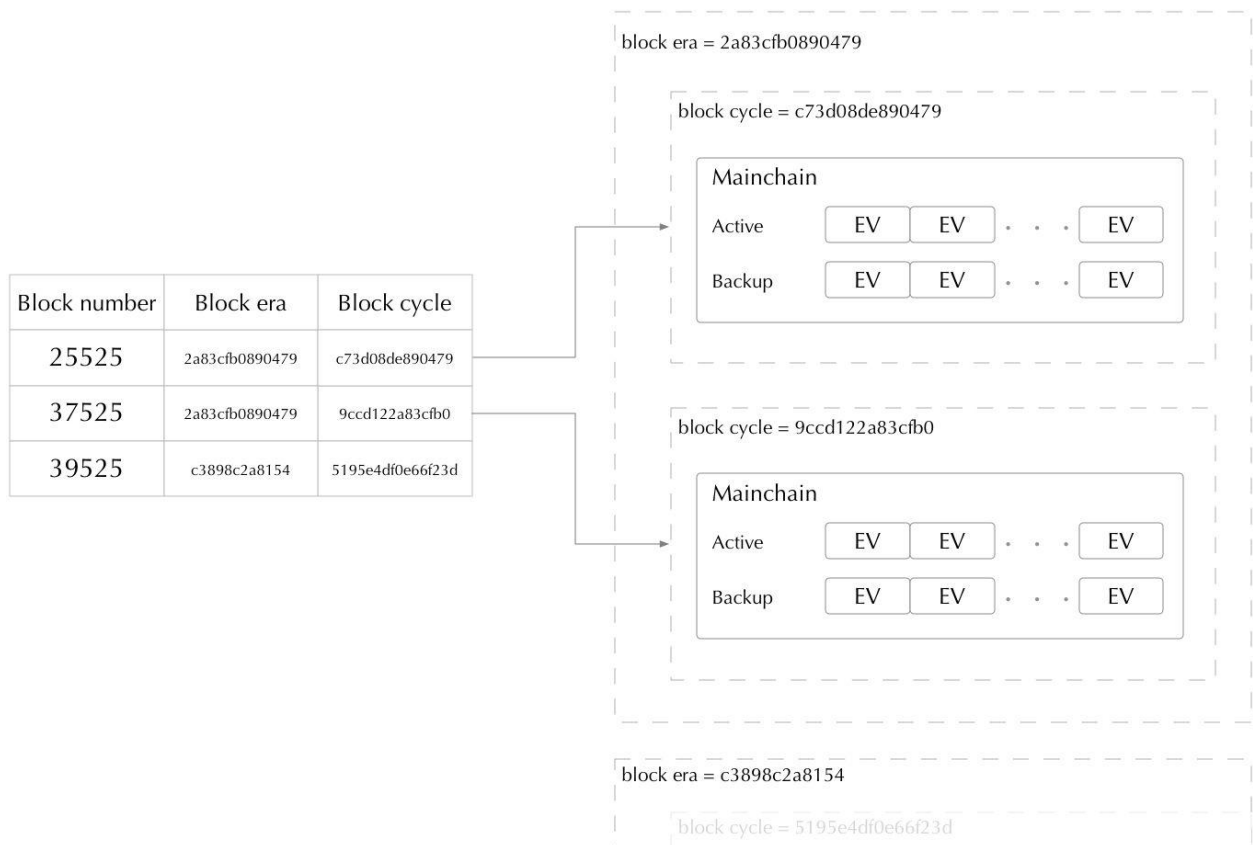 block era = 2a83cfb0890479
block cycle = c73d08de890479
Mainchain
Active EV EV . . . EV
Backup EV EV . . . EV
Block number Block era Block cycle
25525 2a83cfb0890479 c73d08de890479
37525 2a83cfb0890479 9ccd122a83cfb0
39525 c3898c2a8154 5195e4df0e66f23d
block cycle = 9ccd122a83cfb0
Mainchain
Active EV EV . . . EV
Backup EV EV . . . EV
block era = c3898c2a8154
block cycle = 5195e4df0e66f23d